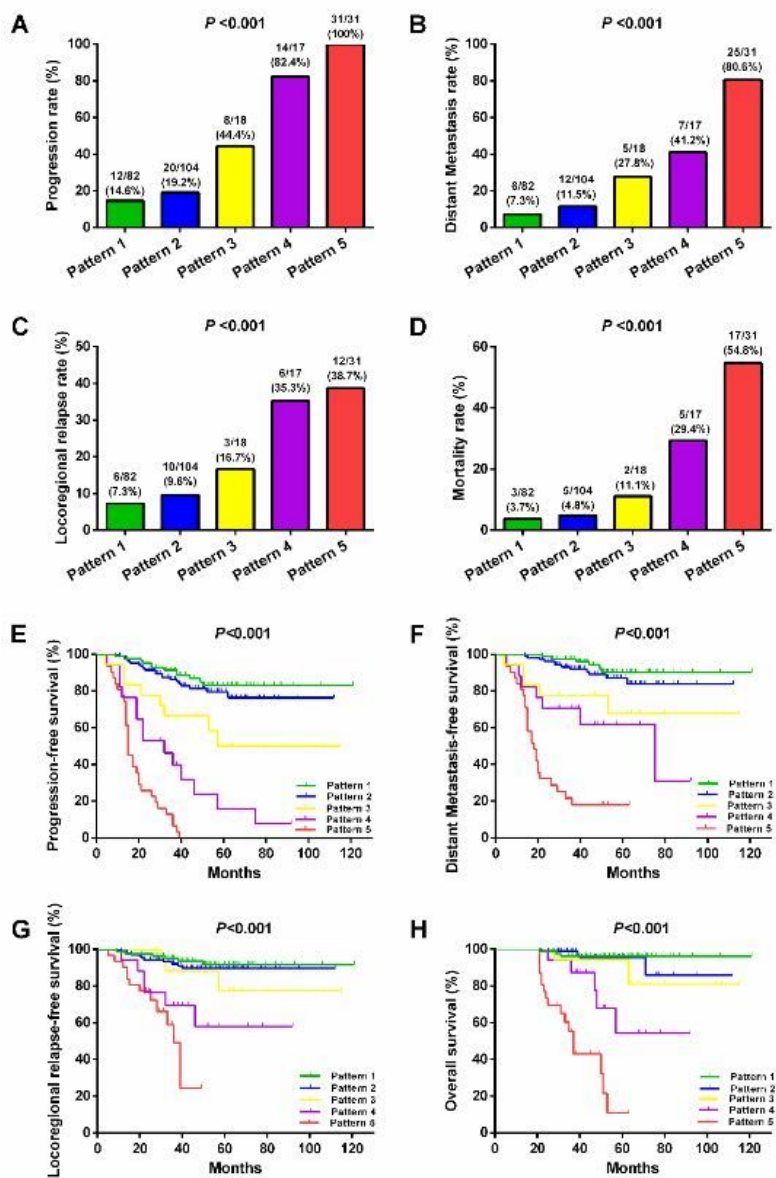 A
P <0.001
Progression rate (%)
100
80
60
40
20
0
12/82
(14.6%)
20/104
(19.2%)
8/18
(44.4%)
14/17
(82.4%)
31/31
(100%)
Pattern 1
Pattern 2
Pattern 3
Pattern 4
Pattern 5
B
P <0.001
Distant Metastasis rate (%)
100
80
60
40
20
0
6/82
(7.3%)
12/104
(11.5%)
5/18
(27.8%)
7/17
(41.2%)
25/31
(80.6%)
Pattern 1
Pattern 2
Pattern 3
Pattern 4
Pattern 5
C
P <0.001
Locoregional relapse rate (%)
50
40
30
20
10
0
6/82
(7.3%)
10/104
(9.6%)
3/18
(16.7%)
6/17
(35.3%)
12/31
(38.7%)
Pattern 1
Pattern 2
Pattern 3
Pattern 4
Pattern 5
D
P <0.001
Mortality rate (%)
60
40
20
0
3/82
(3.7%)
5/104
(4.8%)
2/18
(11.1%)
5/17
(29.4%)
17/31
(54.8%)
Pattern 1
Pattern 2
Pattern 3
Pattern 4
Pattern 5
E
P<0.001
Progression-free survival (%)
100
80
60
40
20
0
0 20 40 60 80 100 120
Months
Pattern 1
Pattern 2
Pattern 3
Pattern 4
Pattern 5
F
P<0.001
Distant Metastasis-free survival (%)
100
80
60
40
20
0
0 20 40 60 80 100 120
Months
Pattern 1
Pattern 2
Pattern 3
Pattern 4
Pattern 5
G
P<0.001
Locoregional relapse-free survival (%)
100
80
60
40
20
0
0 20 40 60 80 100 120
Months
Pattern 1
Pattern 2
Pattern 3
Pattern 4
Pattern 5
H
P<0.001
Overall survival (%)
100
80
60
40
20
0
0 20 40 60 80 100 120
Months
Pattern 1
Pattern 2
Pattern 3
Pattern 4
Pattern 5